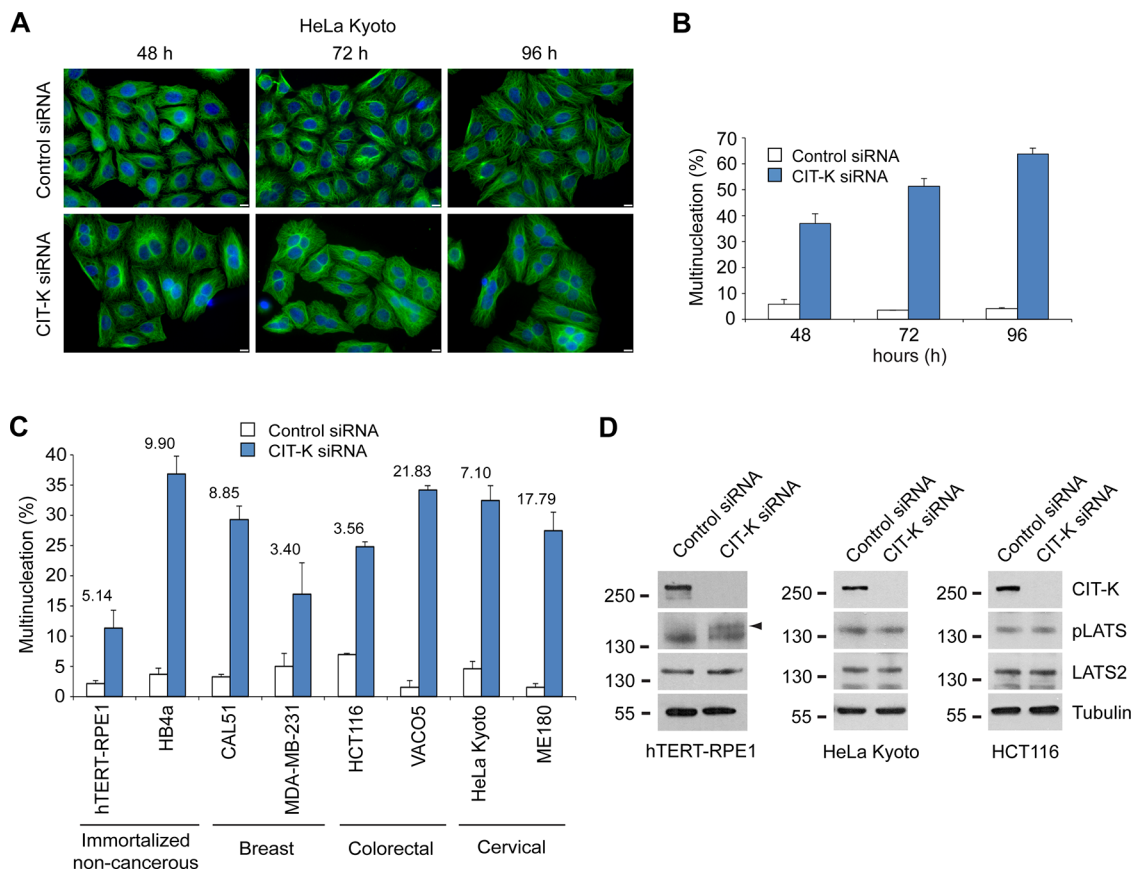 A
HeLa Kyoto
48 h
72 h
96 h
Control siRNA
CIT-K siRNA
B
Multinucleation (%)
70
60
50
40
30
20
10
0
Control siRNA
CIT-K siRNA
48
72
96
hours (h)
C
Multinucleation (%)
40
35
30
25
20
15
10
5
0
Control siRNA
CIT-K siRNA
5.14
9.90
8.85
3.40
3.56
21.83
7.10
17.79
hTERT-RPE1
HB4a
CAL51
MDA-MB-231
HCT116
VACO5
HeLa Kyoto
ME180
Immortalized
non-cancerous
Breast
Colorectal
Cervical
D
Control siRNA
CIT-K siRNA
Control siRNA
CIT-K siRNA
Control siRNA
CIT-K siRNA
250
250
250
CIT-K
130
130
130
pLATS
130
130
130
LATS2
55
55
55
Tubulin
hTERT-RPE1
HeLa Kyoto
HCT116